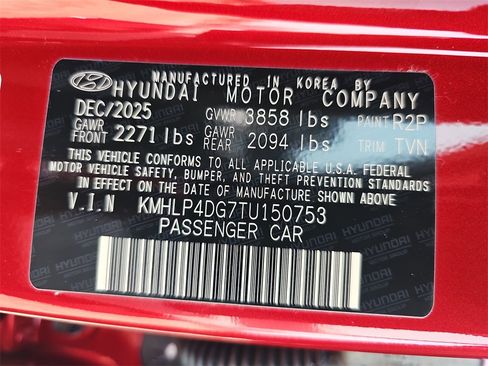 MANUFACTURED IN KOREA BY
HYUNDAI MOTOR COMPANY
DEC/2025 GVWR 3858 lbs PAINT R2P
GAWR FRONT 2271 lbs GAWR REAR 2094 lbs TRIM TVN
THIS VEHICLE CONFORMS TO ALL APPLICABLE U.S.A. FEDERAL
MOTOR VEHICLE SAFETY, BUMPER, AND THEFT PREVENTION STANDARDS
IN EFFECT ON THE DATE OF MANUFACTURE SHOWN ABOVE.
V.I.N KMHLP4DG7TU150753
PASSENGER CAR